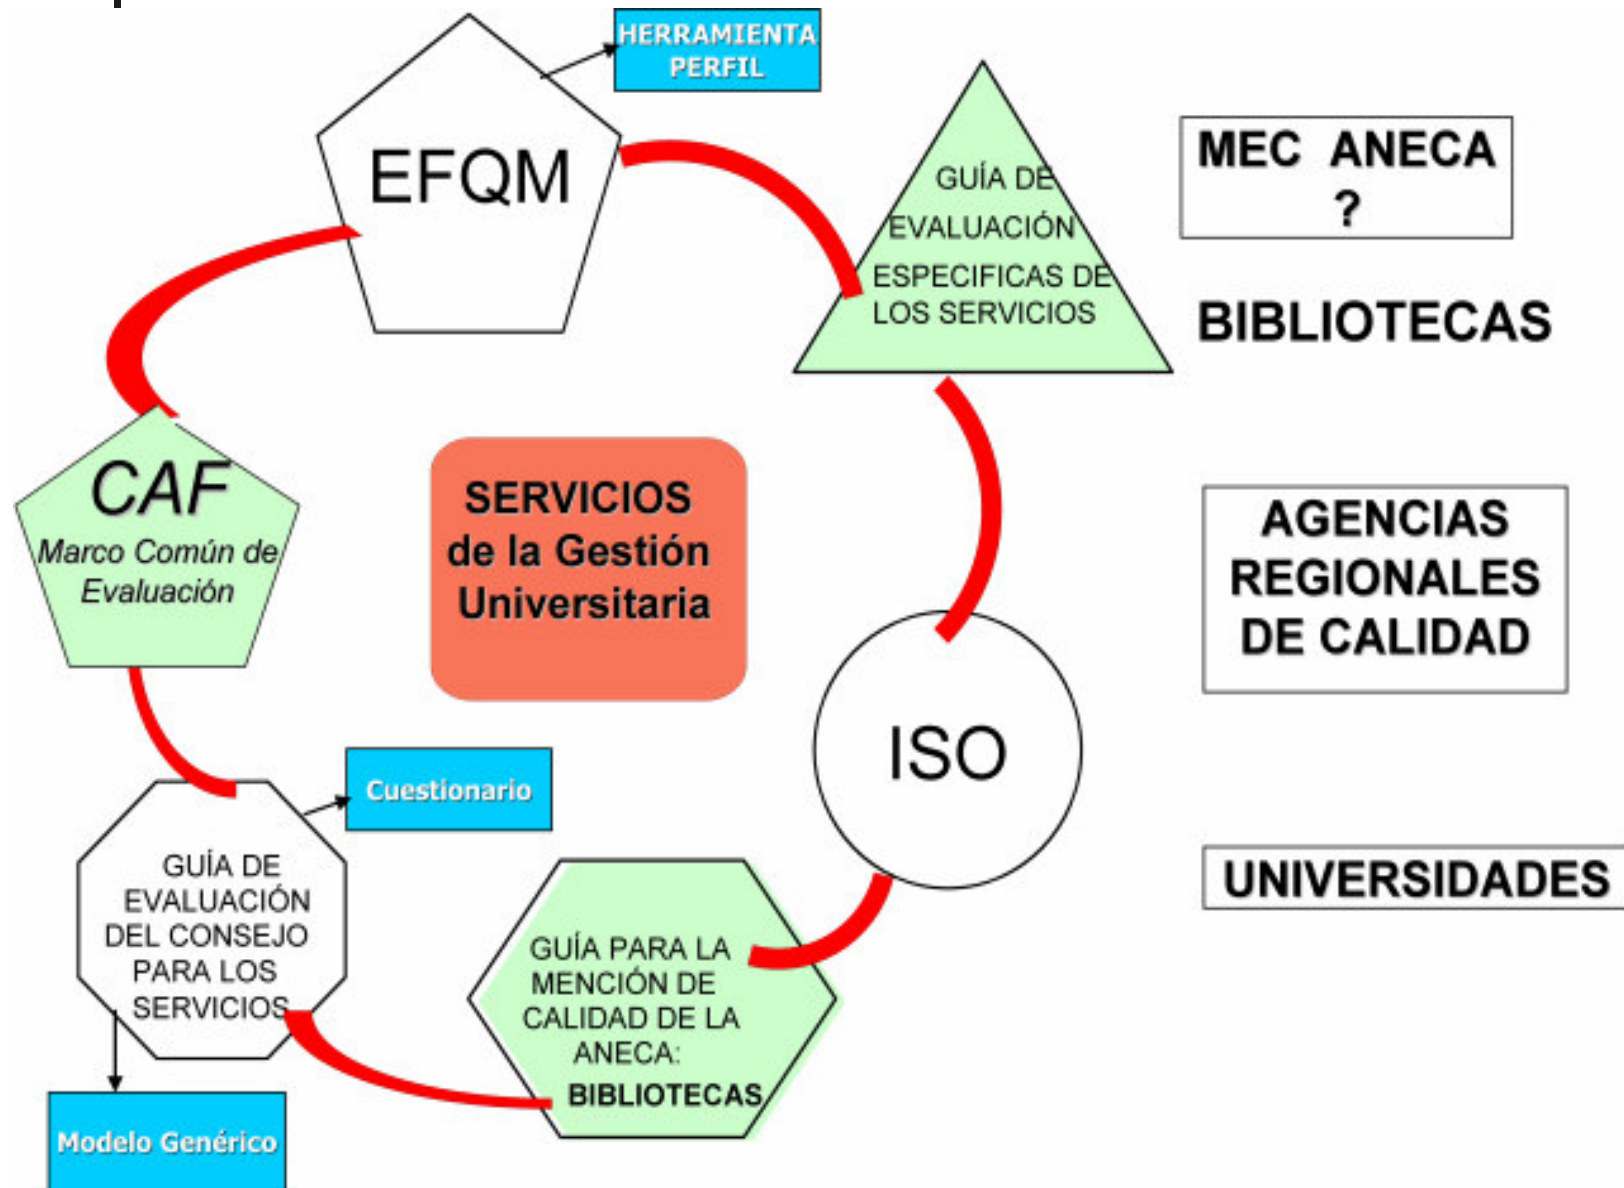 HERRAMIENTA
PERFIL
EFQM
GUÍA DE
EVALUACIÓN
ESPECIFICAS DE
LOS SERVICIOS
MEC ANECA
?
BIBLIOTECAS
CAF
Marco Común de
Evaluación
SERVICIOS
de la Gestión
Universitaria
AGENCIAS
REGIONALES
DE CALIDAD
ISO
Cuestionario
GUÍA DE
EVALUACIÓN
DEL CONSEJO
PARA LOS
SERVICIOS
GUÍA PARA LA
MENCIÓN DE
CALIDAD DE LA
ANECA:
BIBLIOTECAS
UNIVERSIDADES
Modelo Genérico